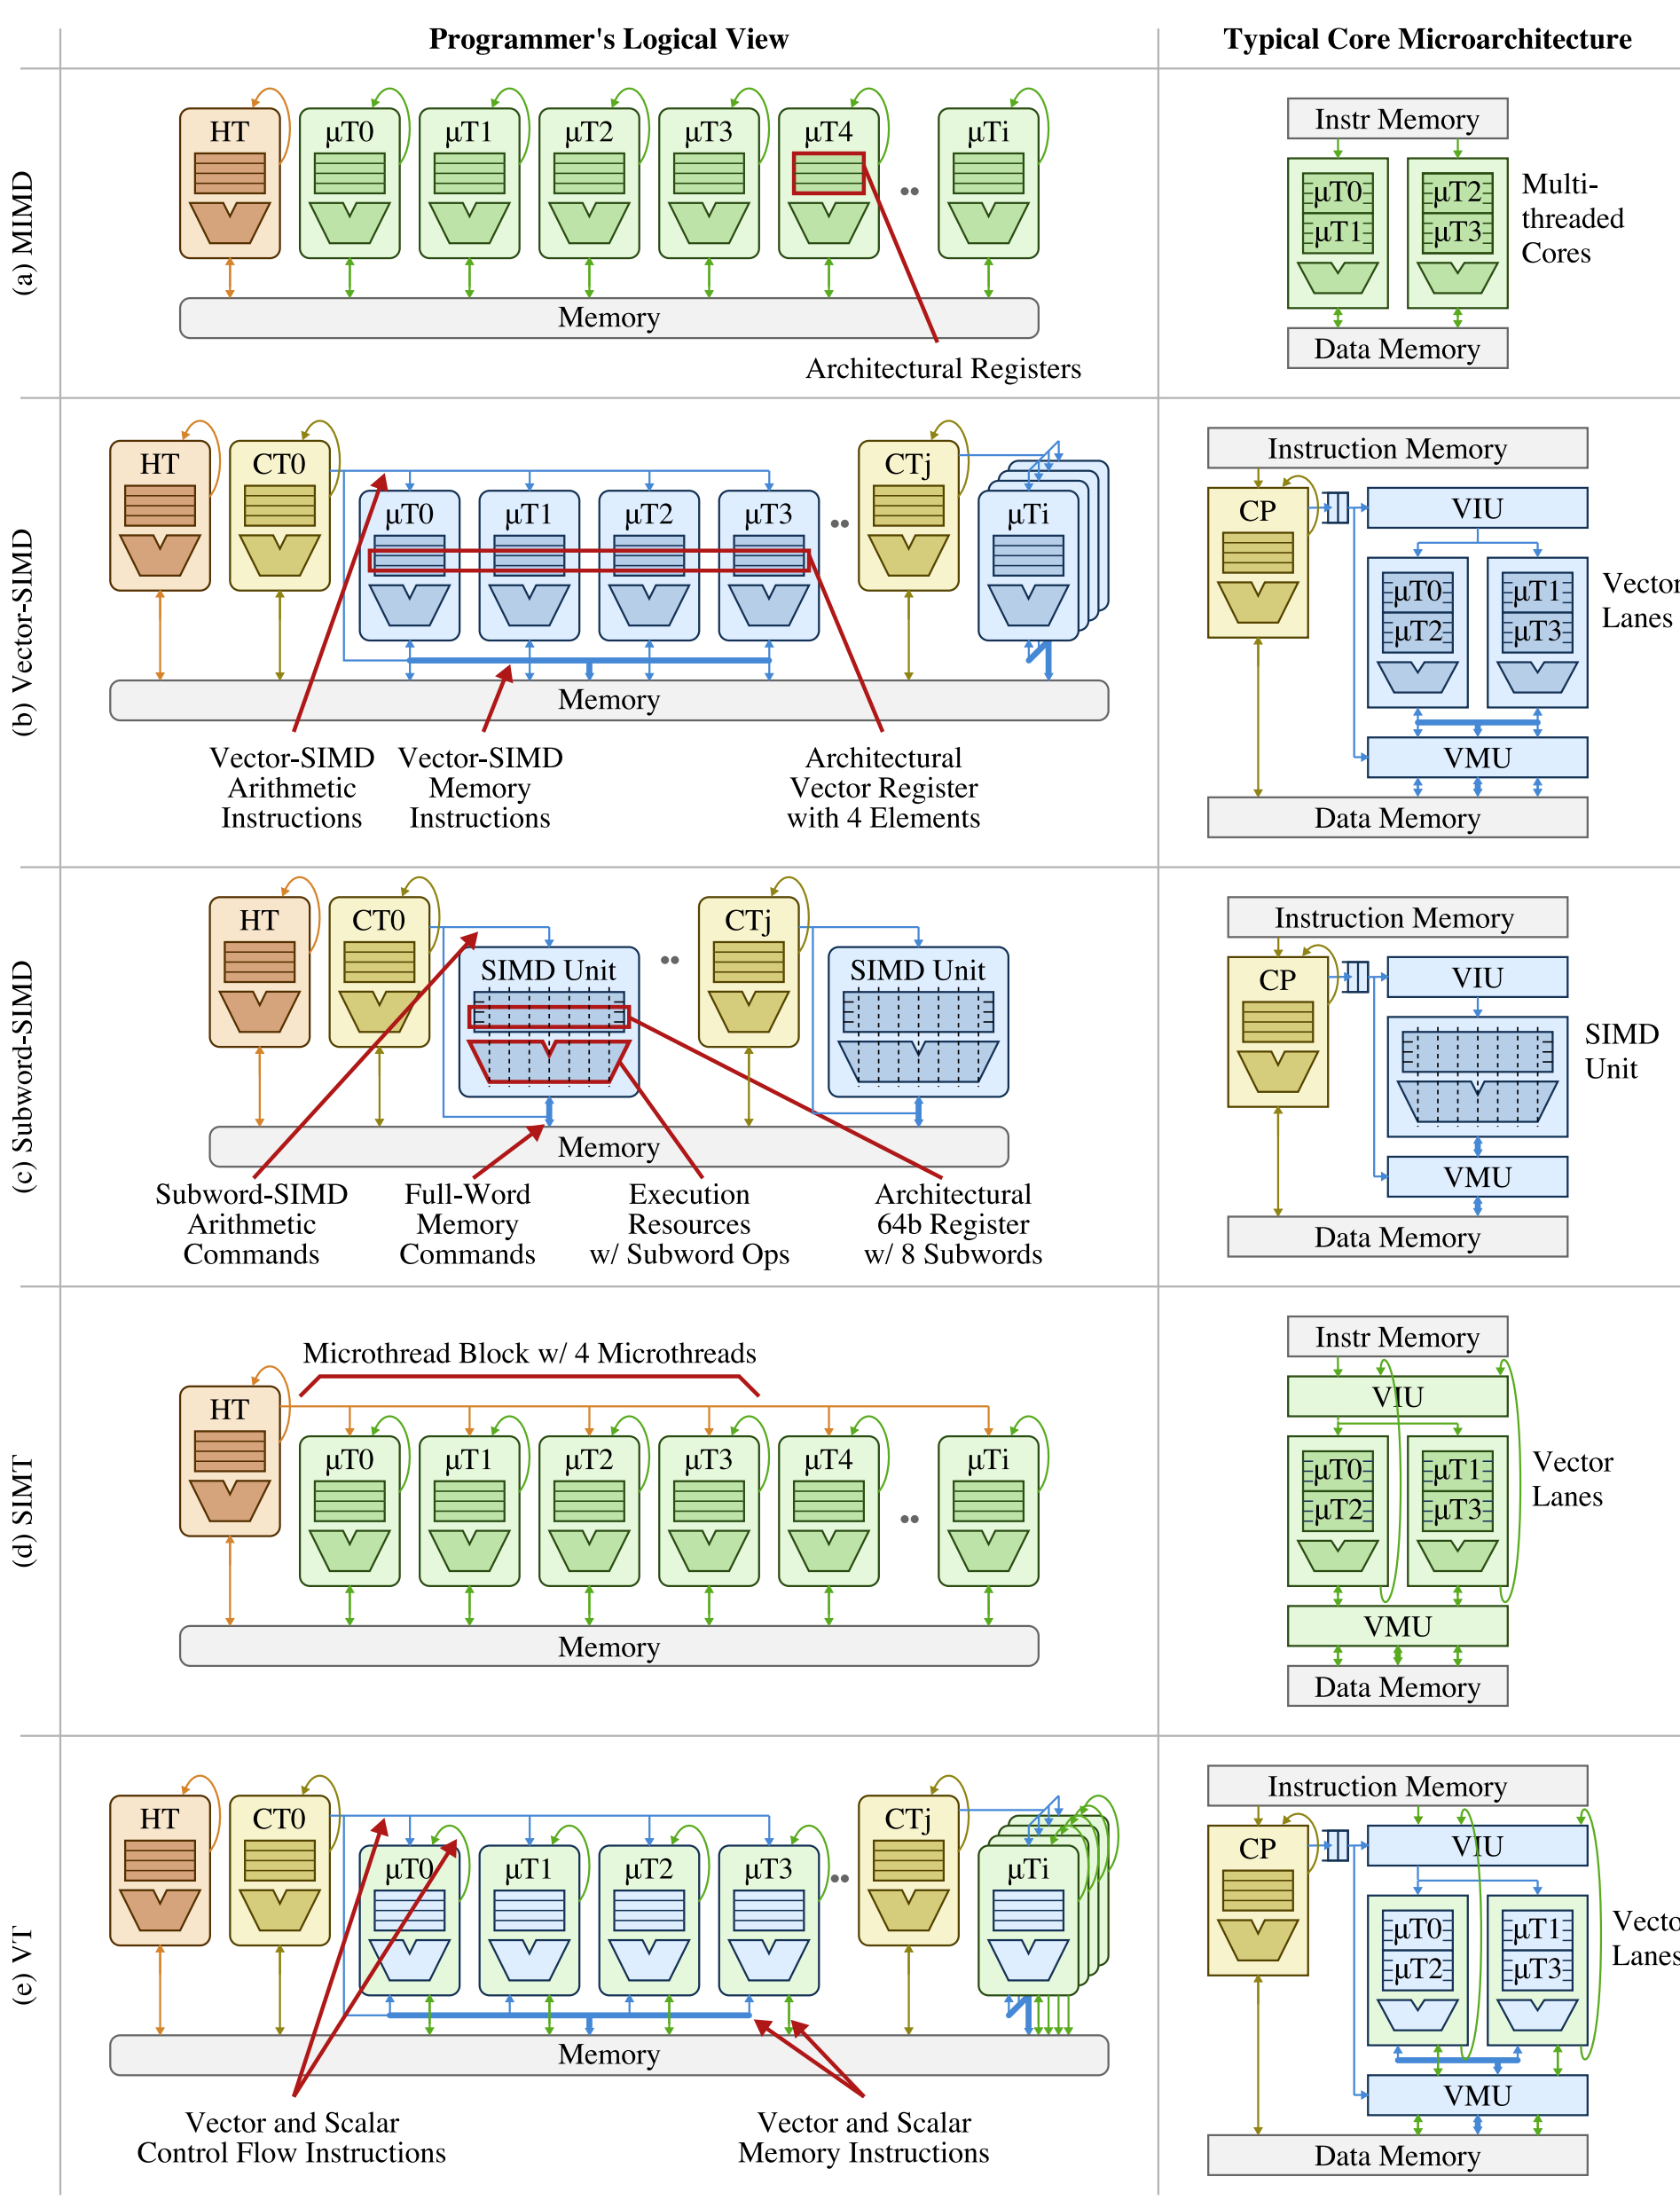 Programmer's Logical View
Typical Core Microarchitecture
(a) MIMD
HT
μT0
μT1
μT2
μT3
μT4
μTi
Memory
Architectural Registers
Instr Memory
μT0
μT1
μT2
μT3
Multi-
threaded
Cores
Data Memory
(b) Vector-SIMD
HT
CT0
μT0
μT1
μT2
μT3
CTj
μTi
Memory
Vector-SIMD
Arithmetic
Instructions
Vector-SIMD
Memory
Instructions
Architectural
Vector Register
with 4 Elements
Instruction Memory
CP
VIU
μT0
μT2
μT1
μT3
Vector
Lanes
VMU
Data Memory
(c) Subword-SIMD
HT
CT0
SIMD Unit
CTj
SIMD Unit
Memory
Subword-SIMD
Arithmetic
Commands
Full-Word
Memory
Commands
Execution
Resources
w/ Subword Ops
Architectural
64b Register
w/ 8 Subwords
Instruction Memory
CP
VIU
SIMD
Unit
VMU
Data Memory
(d) SIMT
Microthread Block w/ 4 Microthreads
HT
μT0
μT1
μT2
μT3
μT4
μTi
Memory
Instr Memory
VIU
μT0
μT2
μT1
μT3
Vector
Lanes
VMU
Data Memory
(e) VT
HT
CT0
μT0
μT1
μT2
μT3
CTj
μTi
Memory
Vector and Scalar
Control Flow Instructions
Vector and Scalar
Memory Instructions
Instruction Memory
CP
VIU
μT0
μT2
μT1
μT3
Vecto
Lanes
VMU
Data Memory